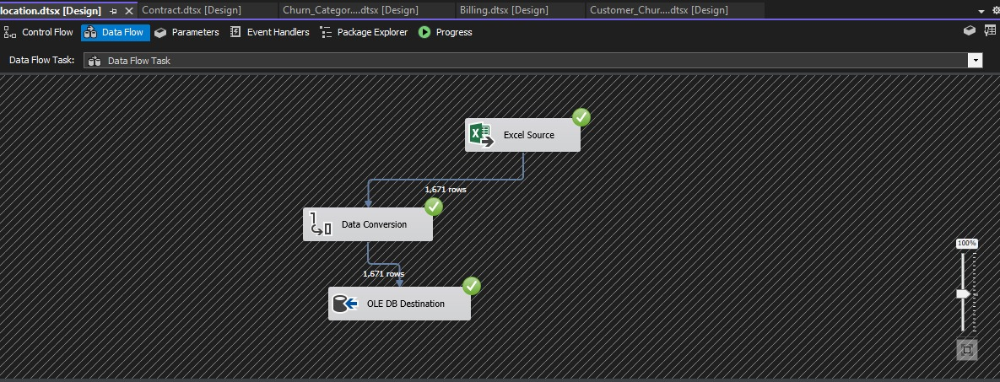 location.dtsx [Design]
Contract.dtsx [Design]
Churn_Categor....dtsx [Design]
Billing.dtsx [Design]
Customer_Chur....dtsx [Design]
Control Flow
Data Flow
Parameters
Event Handlers
Package Explorer
Progress
Data Flow Task:
Data Flow Task
Excel Source
1,671 rows
Data Conversion
1,671 rows
OLE DB Destination
100%